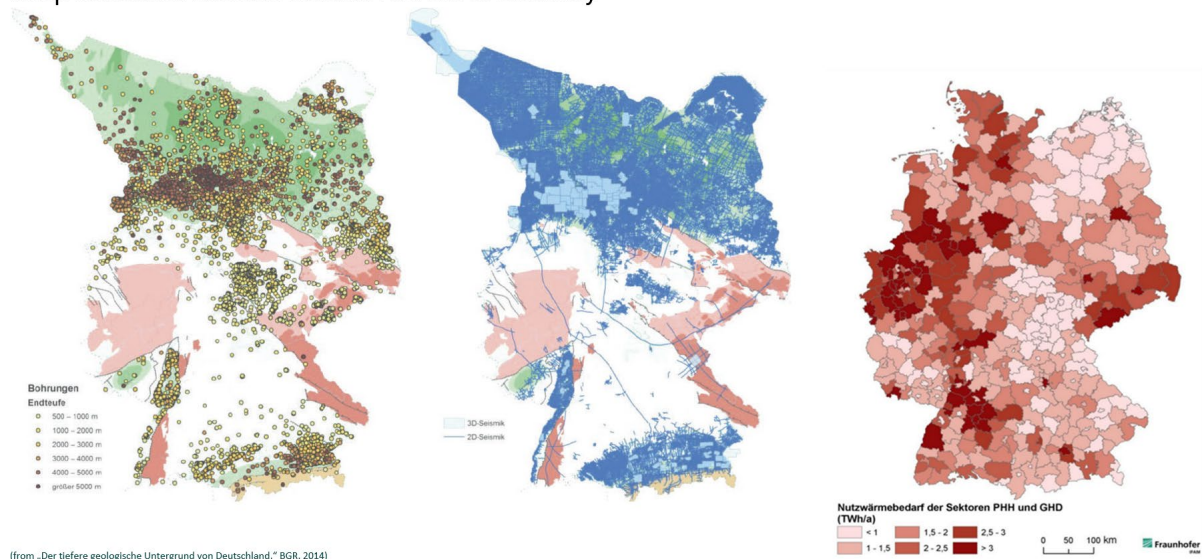 Bohrungen
Endteufe
500 – 1000 m
1000 – 2000 m
2000 – 3000 m
3000 – 4000 m
4000 – 5000 m
größer 5000 m
3D-Seismik
2D-Seismik
Nutzwärmebedarf der Sektoren PHH und GHD
(TWh/a)
< 1
1,5 - 2
2,5 - 3
1 - 1,5
2 - 2,5
> 3
0 50 100 km
Fraunhofer
(from „Der tiefere geologische Untergrund von Deutschland." BGR, 2014)